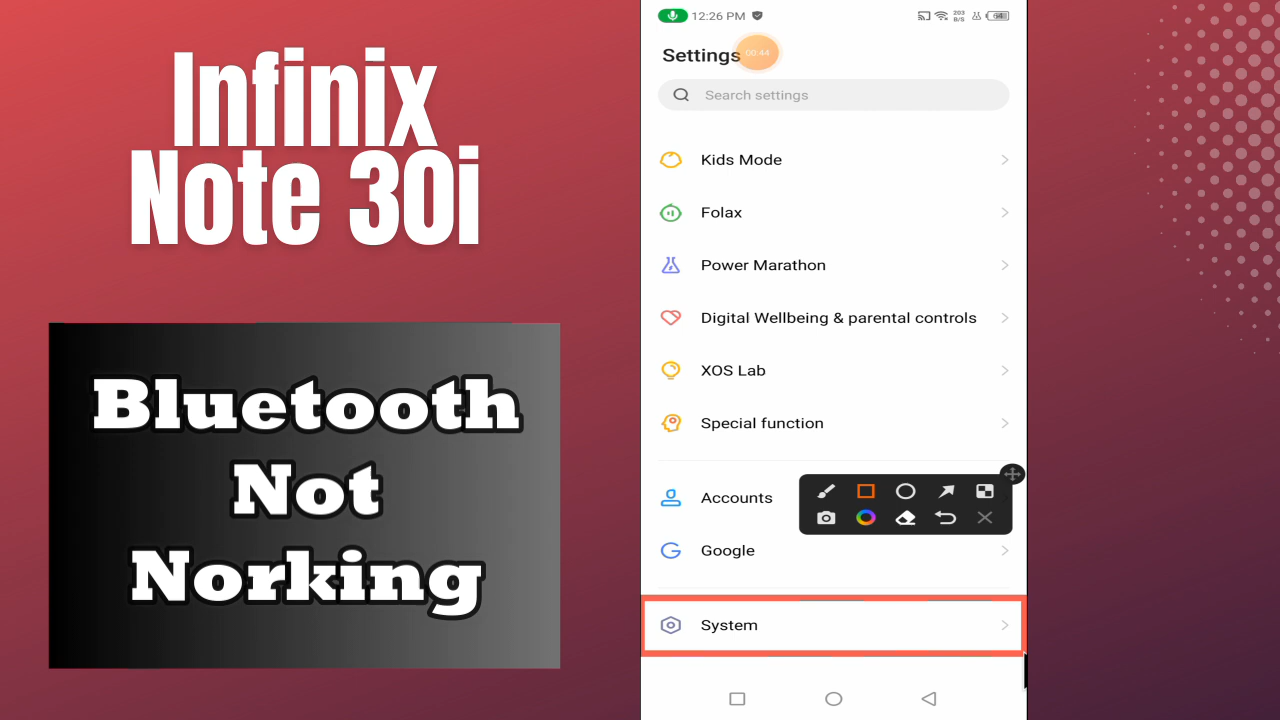 Infinix
Note 30i
Bluetooth
Not
Norking
12:26 PM
203
B/S
Settings
00:44
Search settings
Kids Mode
Folax
Power Marathon
Digital Wellbeing & parental controls
XOS Lab
Special function
Accounts
Google
System